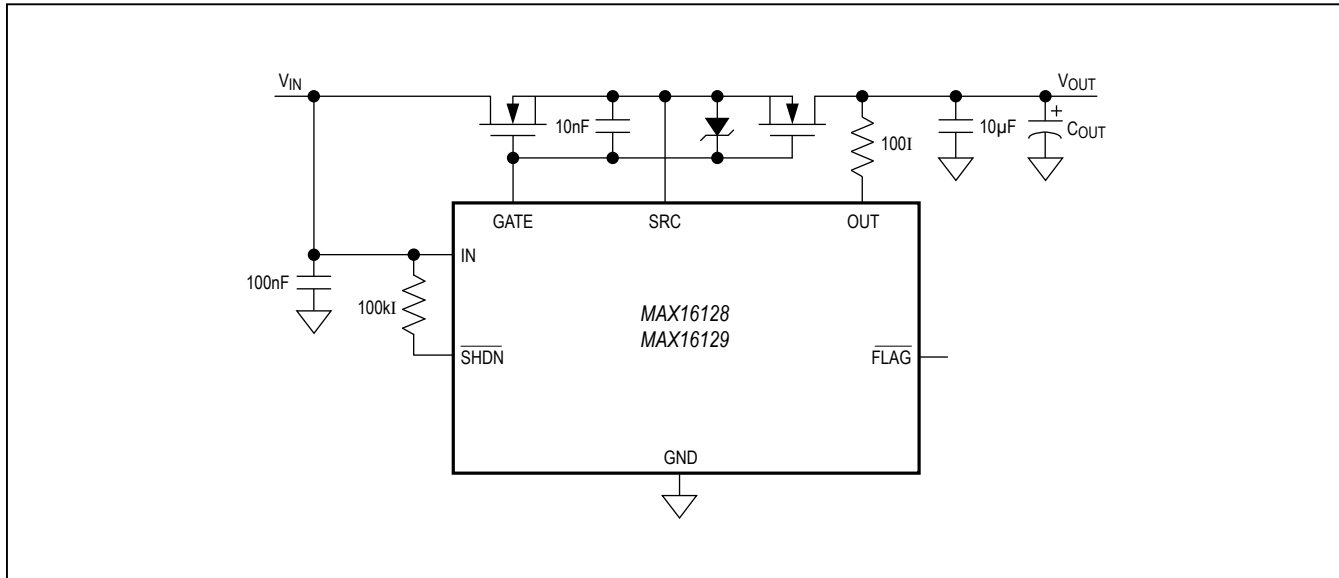 VIN
VOUT
10nF
100I
10µF
+
COUT
GATE
SRC
OUT
IN
100nF
100kI
MAX16128
MAX16129
SHDN
FLAG
GND